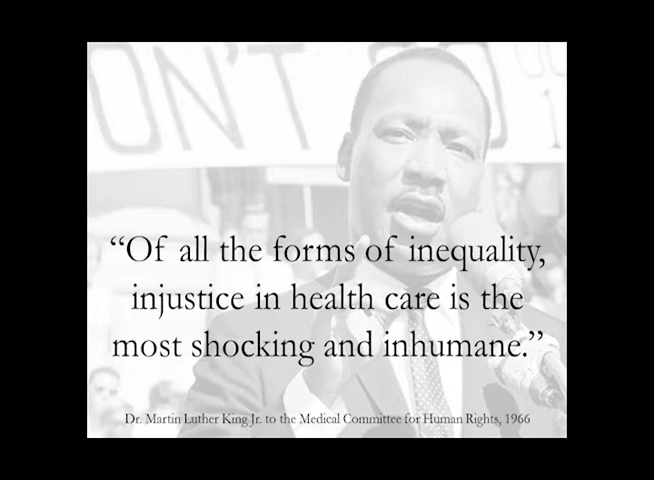 ON'T
“Of all the forms of inequality,
injustice in health care is the
most shocking and inhumane.”
Dr. Martin Luther King Jr. to the Medical Committee for Human Rights, 1966